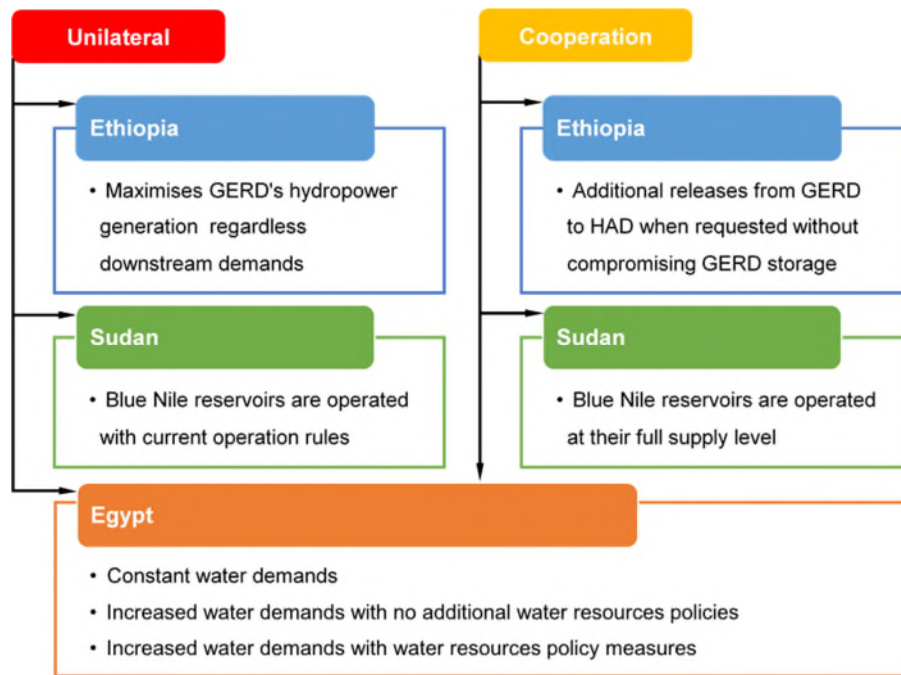 Unilateral
Ethiopia
• Maximises GERD's hydropower
generation regardless
downstream demands
Sudan
• Blue Nile reservoirs are operated
with current operation rules
Cooperation
Ethiopia
• Additional releases from GERD
to HAD when requested without
compromising GERD storage
Sudan
• Blue Nile reservoirs are operated
at their full supply level
Egypt
• Constant water demands
• Increased water demands with no additional water resources policies
• Increased water demands with water resources policy measures